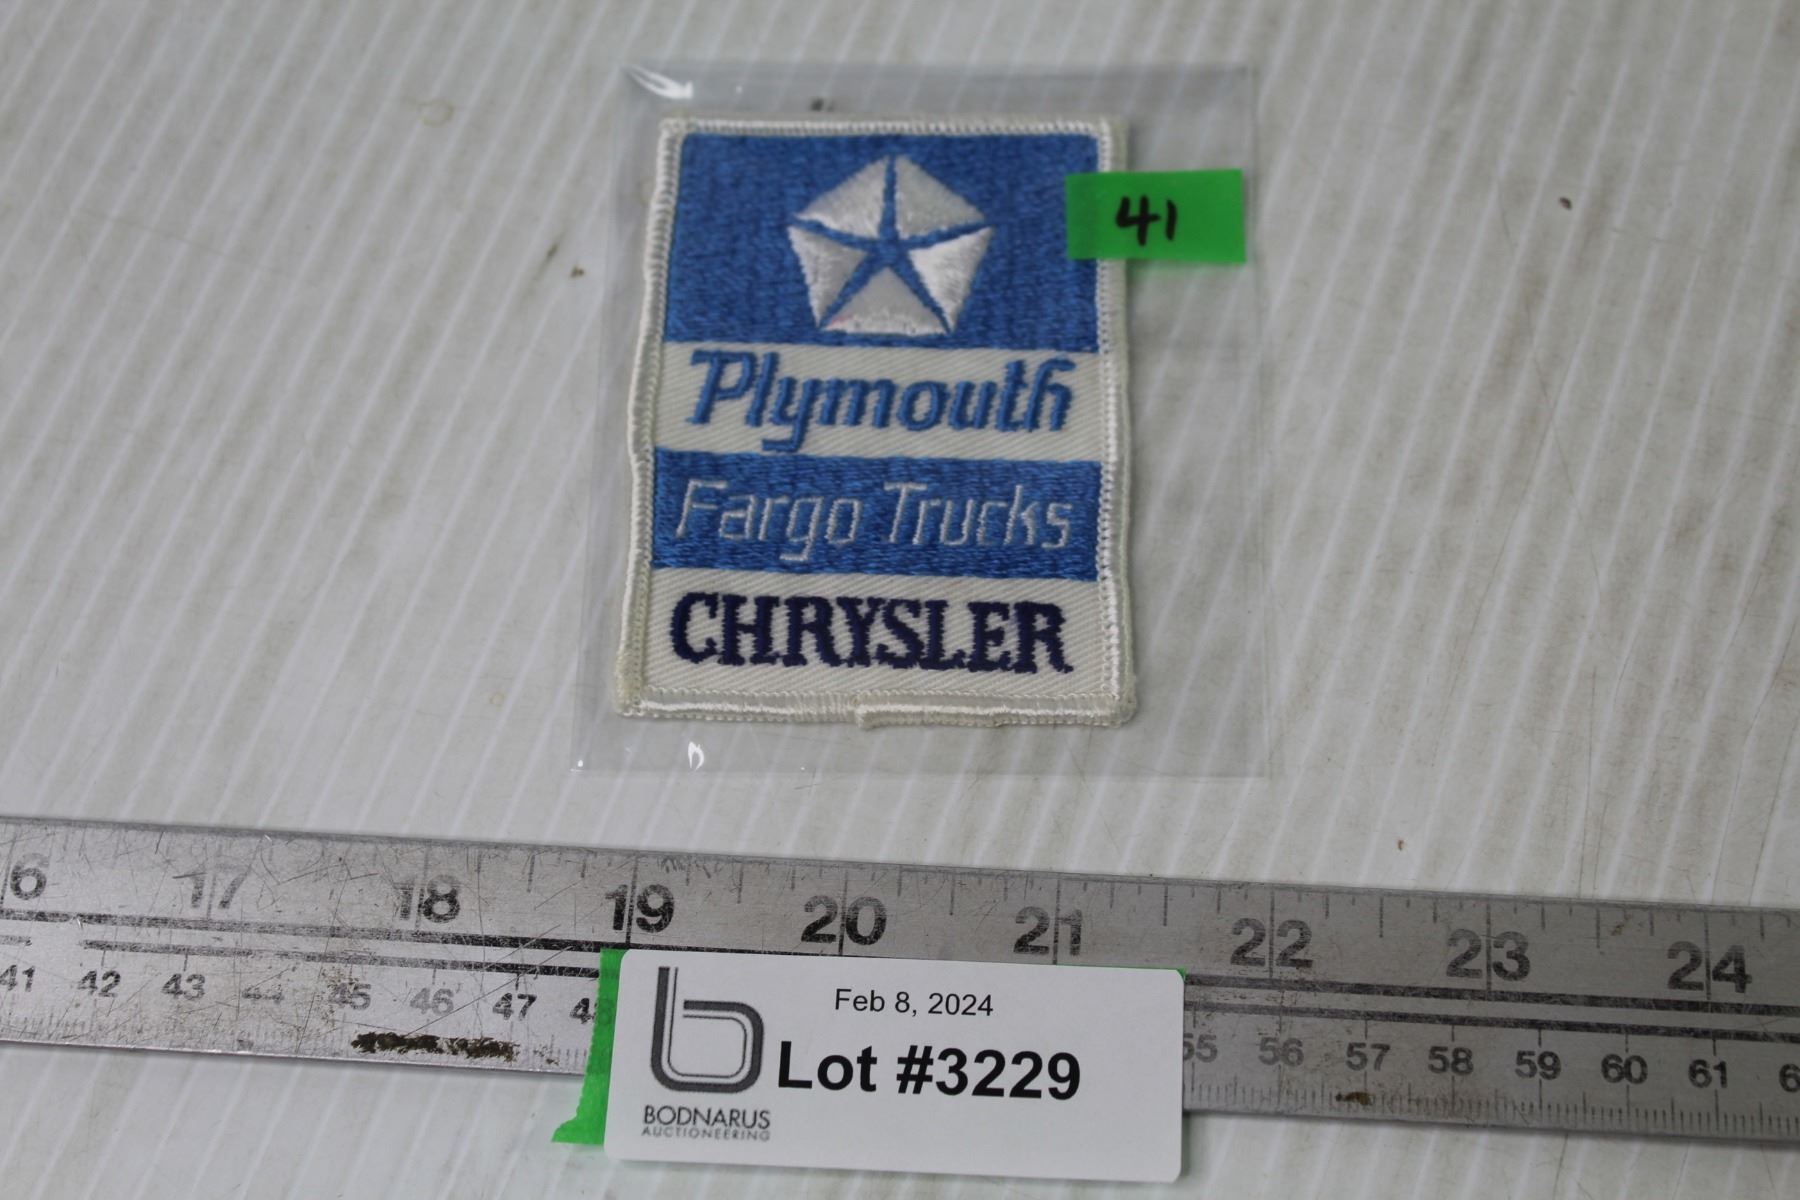 41
Plymouth
Fargo Trucks
CHRYSLER
6 17 18 19 20 21 22 23 24
41 42 43 44 45 46 47 55 56 57 58 59 60 61
Feb 8, 2024
Lot #3229
BODNARUS
AUCTIONEERING